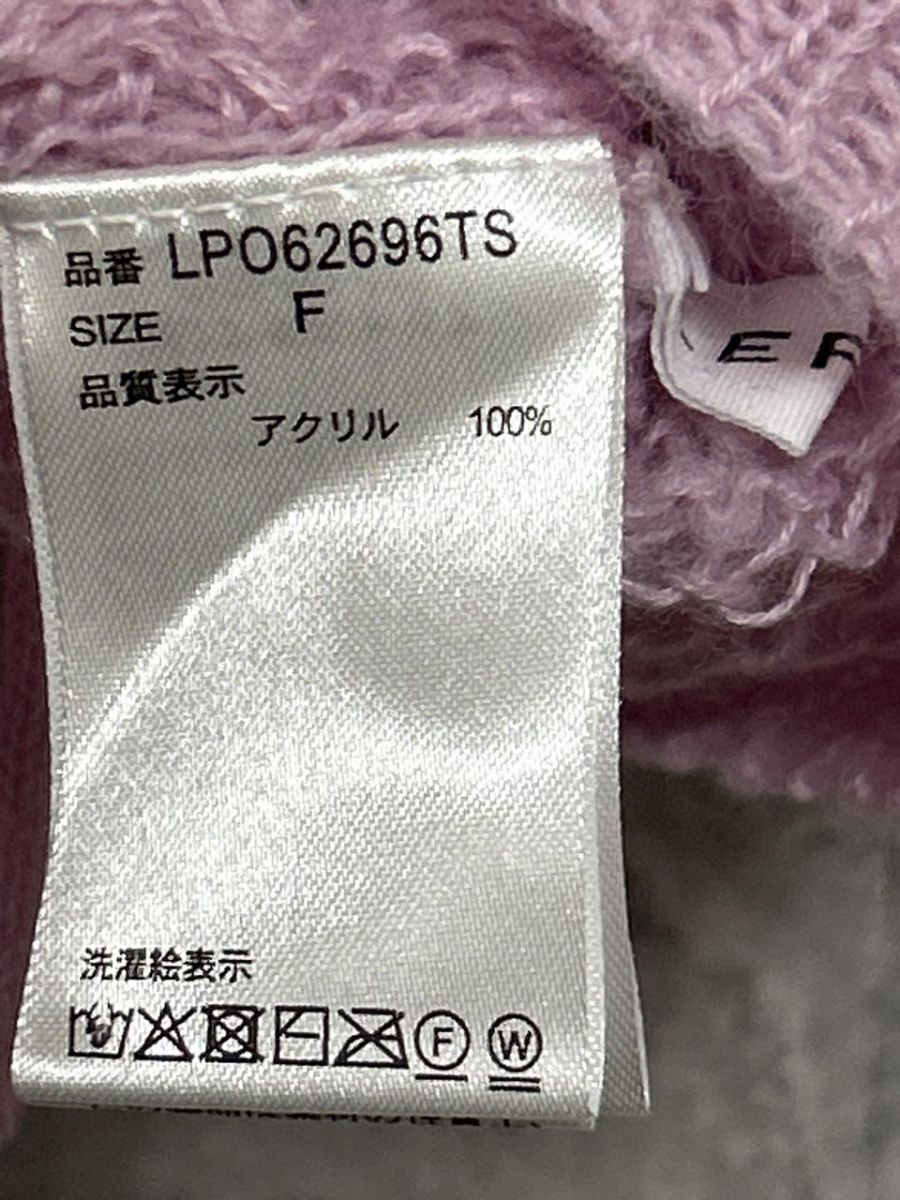 品番 LPO62696TS
SIZE F
品質表示
アクリル 100%
洗濯絵表示
F W
E